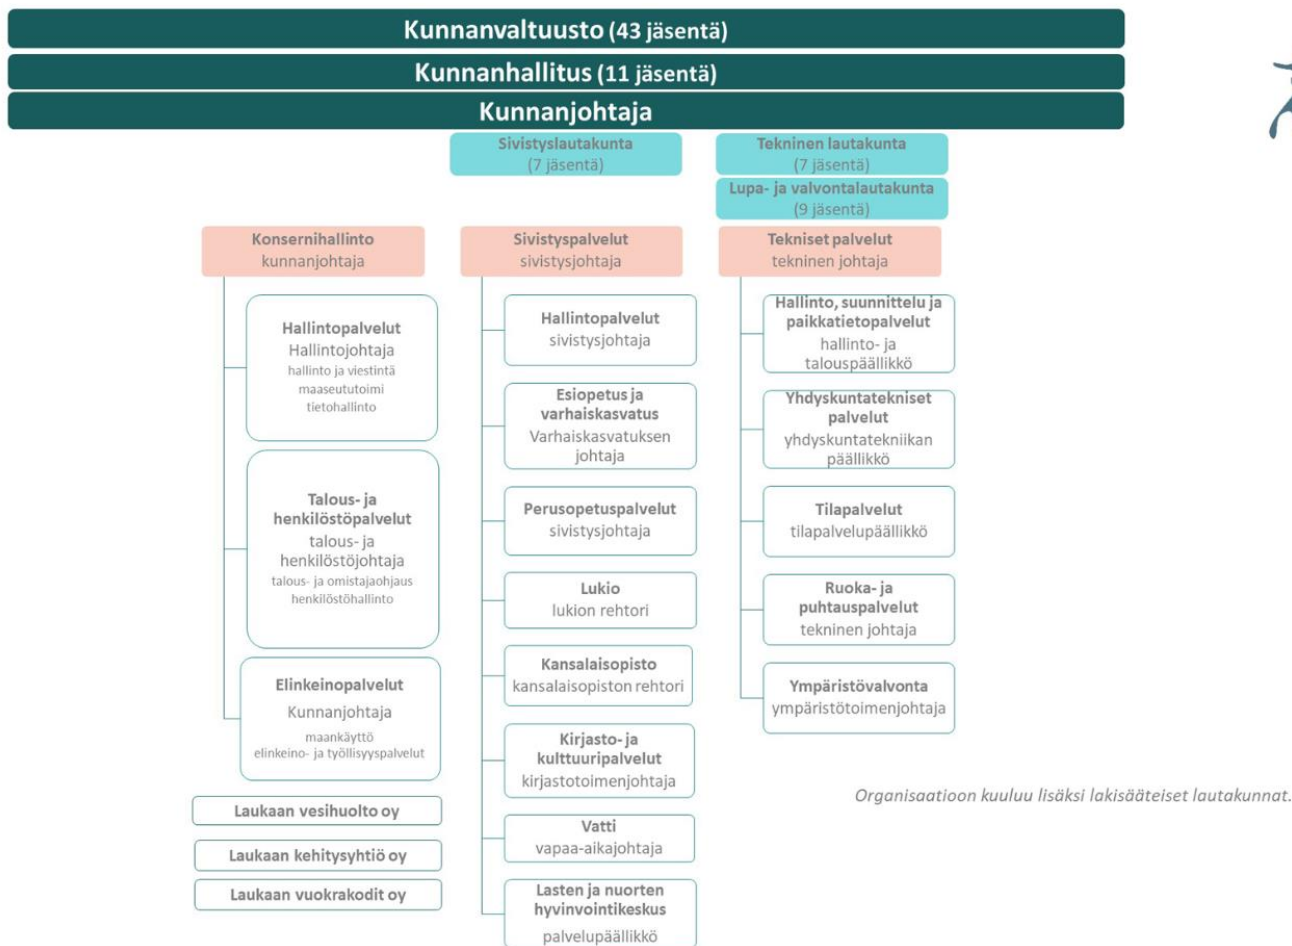 Kunnanvaltuusto (43 jäsentä)
Kunnanhallitus (11 jäsentä)
Kunnanjohtaja
Sivistyslautakunta
(7 jäsentä)
Tekninen lautakunta
(7 jäsentä)
Lupa- ja valvontalautakunta
(9 jäsentä)
Konsernihallinto
kunnanjohtaja
Hallintopalvelut
Hallintojohtaja
hallinto ja viestintä
maaseututoimi
tietohallinto
Talous- ja
henkilöstöpalvelut
talous- ja
henkilöstöjohtaja
talous- ja omistajaohjaus
henkilöstöhallinto
Elinkeinopalvelut
Kunnanjohtaja
maankäyttö
elinkeino- ja työllisyyspalvelut
Laukaan vesihuolto oy
Laukaan kehitysyhtiö oy
Laukaan vuokrakodit oy
Sivistyspalvelut
sivistysjohtaja
Hallintopalvelut
sivistysjohtaja
Esiopetus ja
varhaiskasvatus
Varhaiskasvatuksen
johtaja
Perusopetuspalvelut
sivistysjohtaja
Lukio
lukion rehtori
Kansalaisopisto
kansalaisopiston rehtori
Kirjasto- ja
kulttuuripalvelut
kirjastotoimenjohtaja
Vatti
vapaa-aikajohtaja
Lasten ja nuorten
hyvinvointikeskus
palvelupäällikkö
Tekniset palvelut
tekninen johtaja
Hallinto, suunnittelu ja
paikkatietopalvelut
hallinto- ja
talouspäällikkö
Yhdyskuntatekniset
palvelut
yhdyskuntatekniikan
päällikkö
Tilapalvelut
tilapalvelupäällikkö
Ruoka- ja
puhtauspalvelut
tekninen johtaja
Ympäristövalvonta
ympäristötoimenjohtaja
Organisaatioon kuuluu lisäksi lakisääteiset lautakunnat.